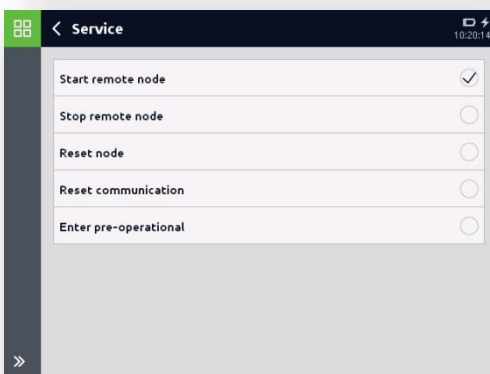 Service
10:20:14
Start remote node
Stop remote node
Reset node
Reset communication
Enter pre-operational